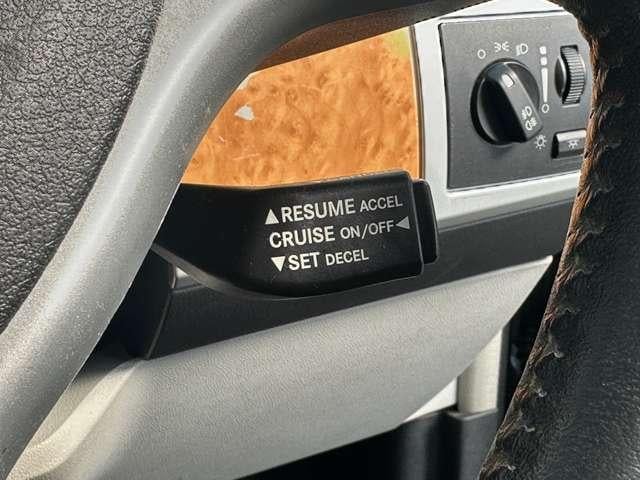 ▲RESUME ACCEL
CRUISE ON/OFF◀
▼SET DECEL